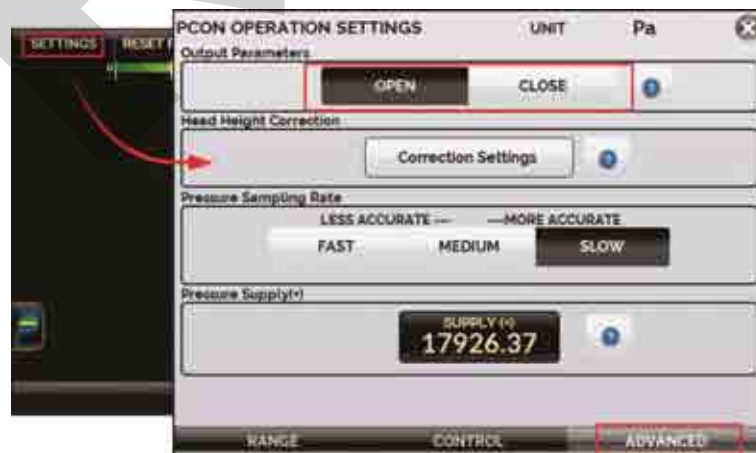 SETTINGS RESET
PCON OPERATION SETTINGS UNIT Pa
Output Parameters
OPEN CLOSE
Head Height Correction
Correction Settings
Pressure Sampling Rate
LESS ACCURATE --- ---MORE ACCURATE
FAST MEDIUM SLOW
Pressure Supply(+)
SUPPLY (+)
17926.37
RANGE CONTROL ADVANCED